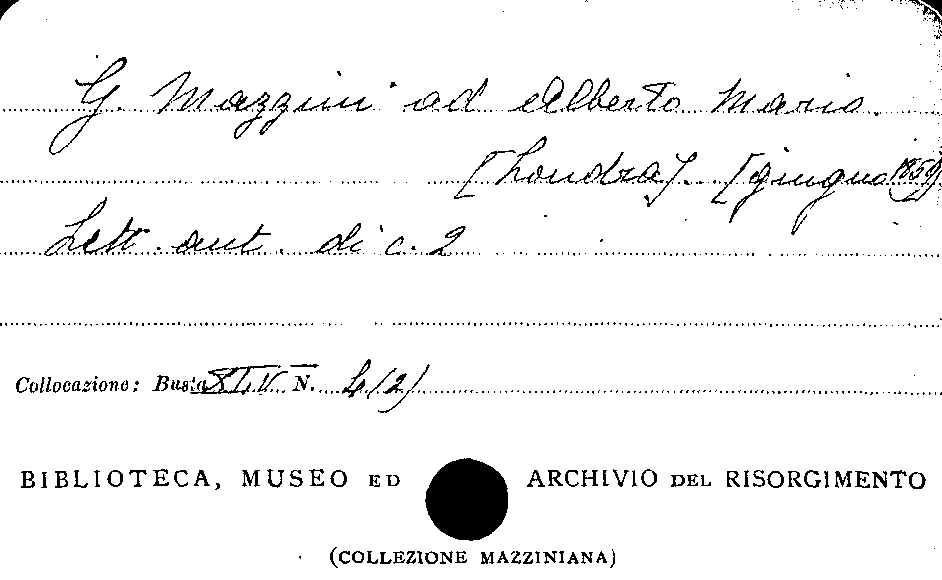 G. Mazzini ad Alberto Mario.
[Londra]. [giugno 1859]
Lett. aut. di c. 2
Collocazione: Busta XLV N. 4(2)
BIBLIOTECA, MUSEO ED ARCHIVIO DEL RISORGIMENTO
(COLLEZIONE MAZZINIANA)